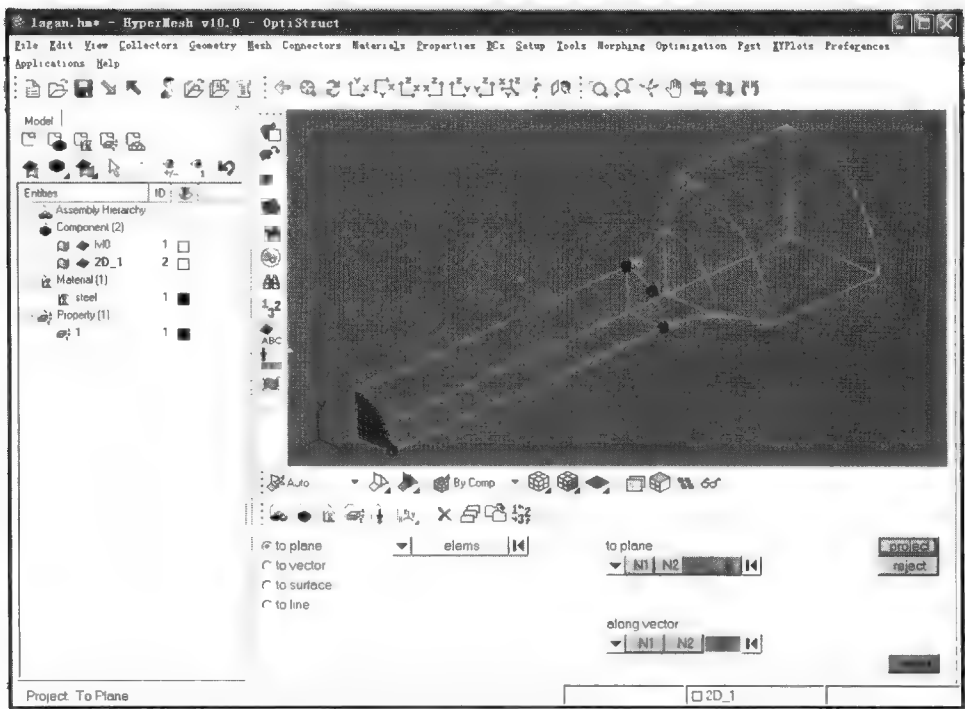 lagan.hm* - HyperMesh v10.0 - OptiStruct
File Edit View Collectors Geometry Mesh Connectors Materials Properties BCs Setup Tools Morphing Optimization Post XYPlots Preferences
Applications Help
Model
Entities ID
Assembly Hierarchy
Component (2)
lvl0 1
2D_1 2
Material (1)
steel 1
Property (1)
1 1
ABC
Y
Auto By Comp
to plane elems to plane project
to vector N1 N2 reject
to surface
to line
along vector
N1 N2
Project To Plane 2D_1